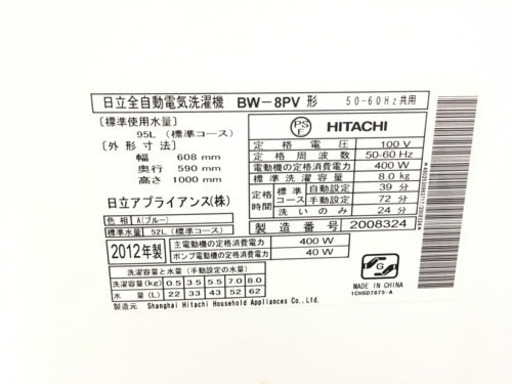 日立全自動電気洗濯機 BW-8PV 形 50-60Hz共用
[標準使用水量]
95L (標準コース)
[外形寸法]
幅 608 mm
奥行 590 mm
高さ 1000 mm
日立アプライアンス(株)
色相 A(ブルー)
標準水量 52L (標準コース)
2012年製
PS E HITACHI
定格電圧 100 V
定格周波数 50-60 Hz
電動機の定格消費電力 400 W
標準洗濯容量 8.0 kg
定格時間 標準コース 自動設定 39 分
手動設定 72 分
洗いのみ 24 分
製造番号 2008324
主電動機の定格消費電力 400 W
ポンプ電動機の定格消費電力 40 W
洗濯容量と水量 (手動設定の水量)
洗濯容量(kg) 0.5 3.5 5.5 7.0 8.0
水量(L) 22 33 43 52 62
G
MADE IN CHINA
1CHSD7875-A
製造元 Shanghai Hitachi Household Appliances Co.,Ltd.